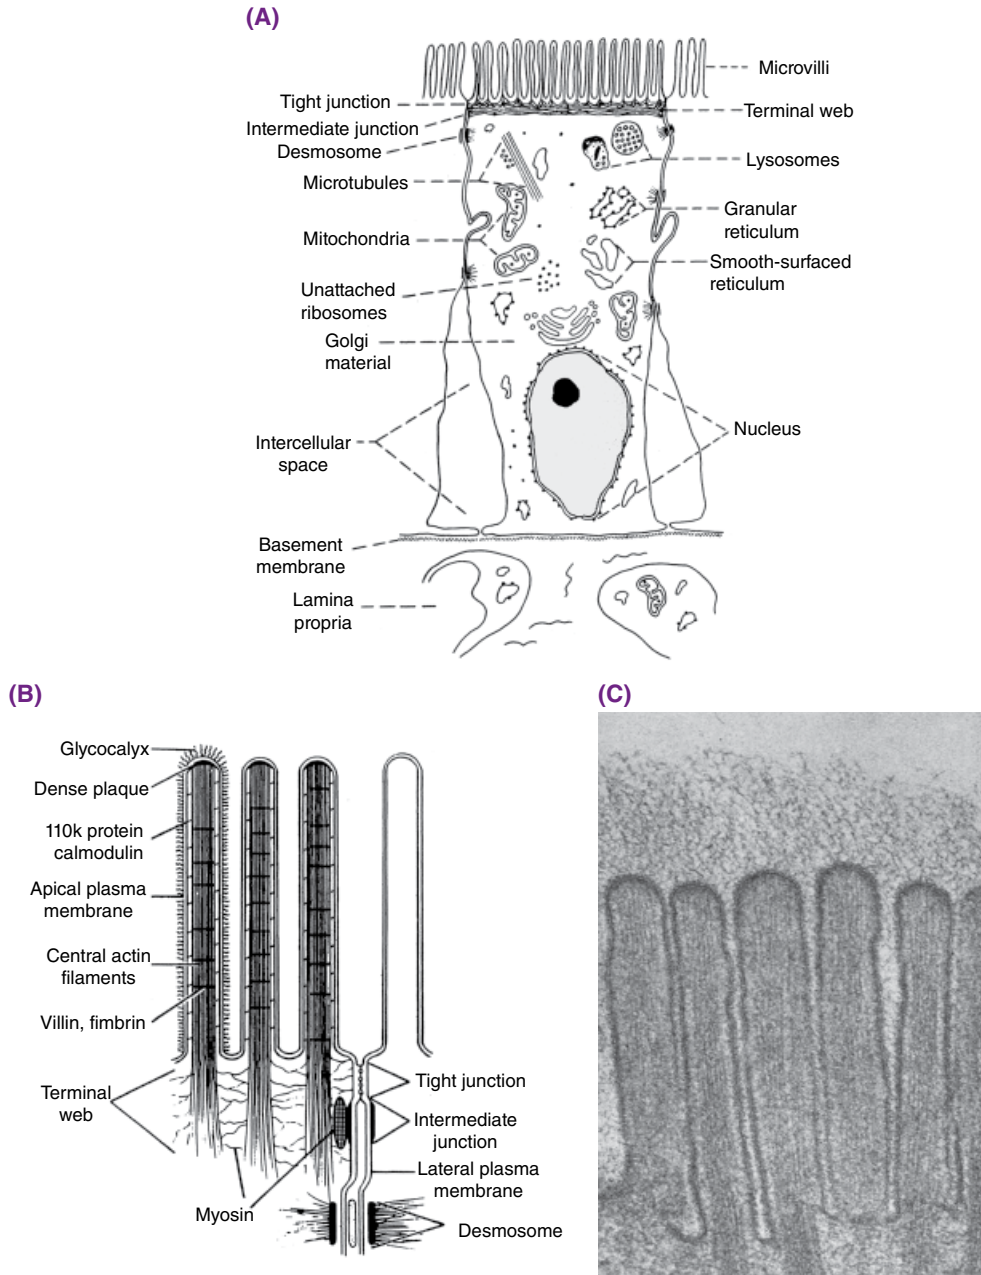 (A)
Microvilli
Tight junction
Terminal web
Intermediate junction
Desmosome
Lysosomes
Microtubules
Granular
reticulum
Mitochondria
Smooth-surfaced
reticulum
Unattached
ribosomes
Golgi
material
Nucleus
Intercellular
space
Basement
membrane
Lamina
propria
(B)
Glycocalyx
Dense plaque
110k protein
calmodulin
Apical plasma
membrane
Central actin
filaments
Villin, fimbrin
Terminal
web
Tight junction
Intermediate
junction
Lateral plasma
membrane
Myosin
Desmosome
(C)